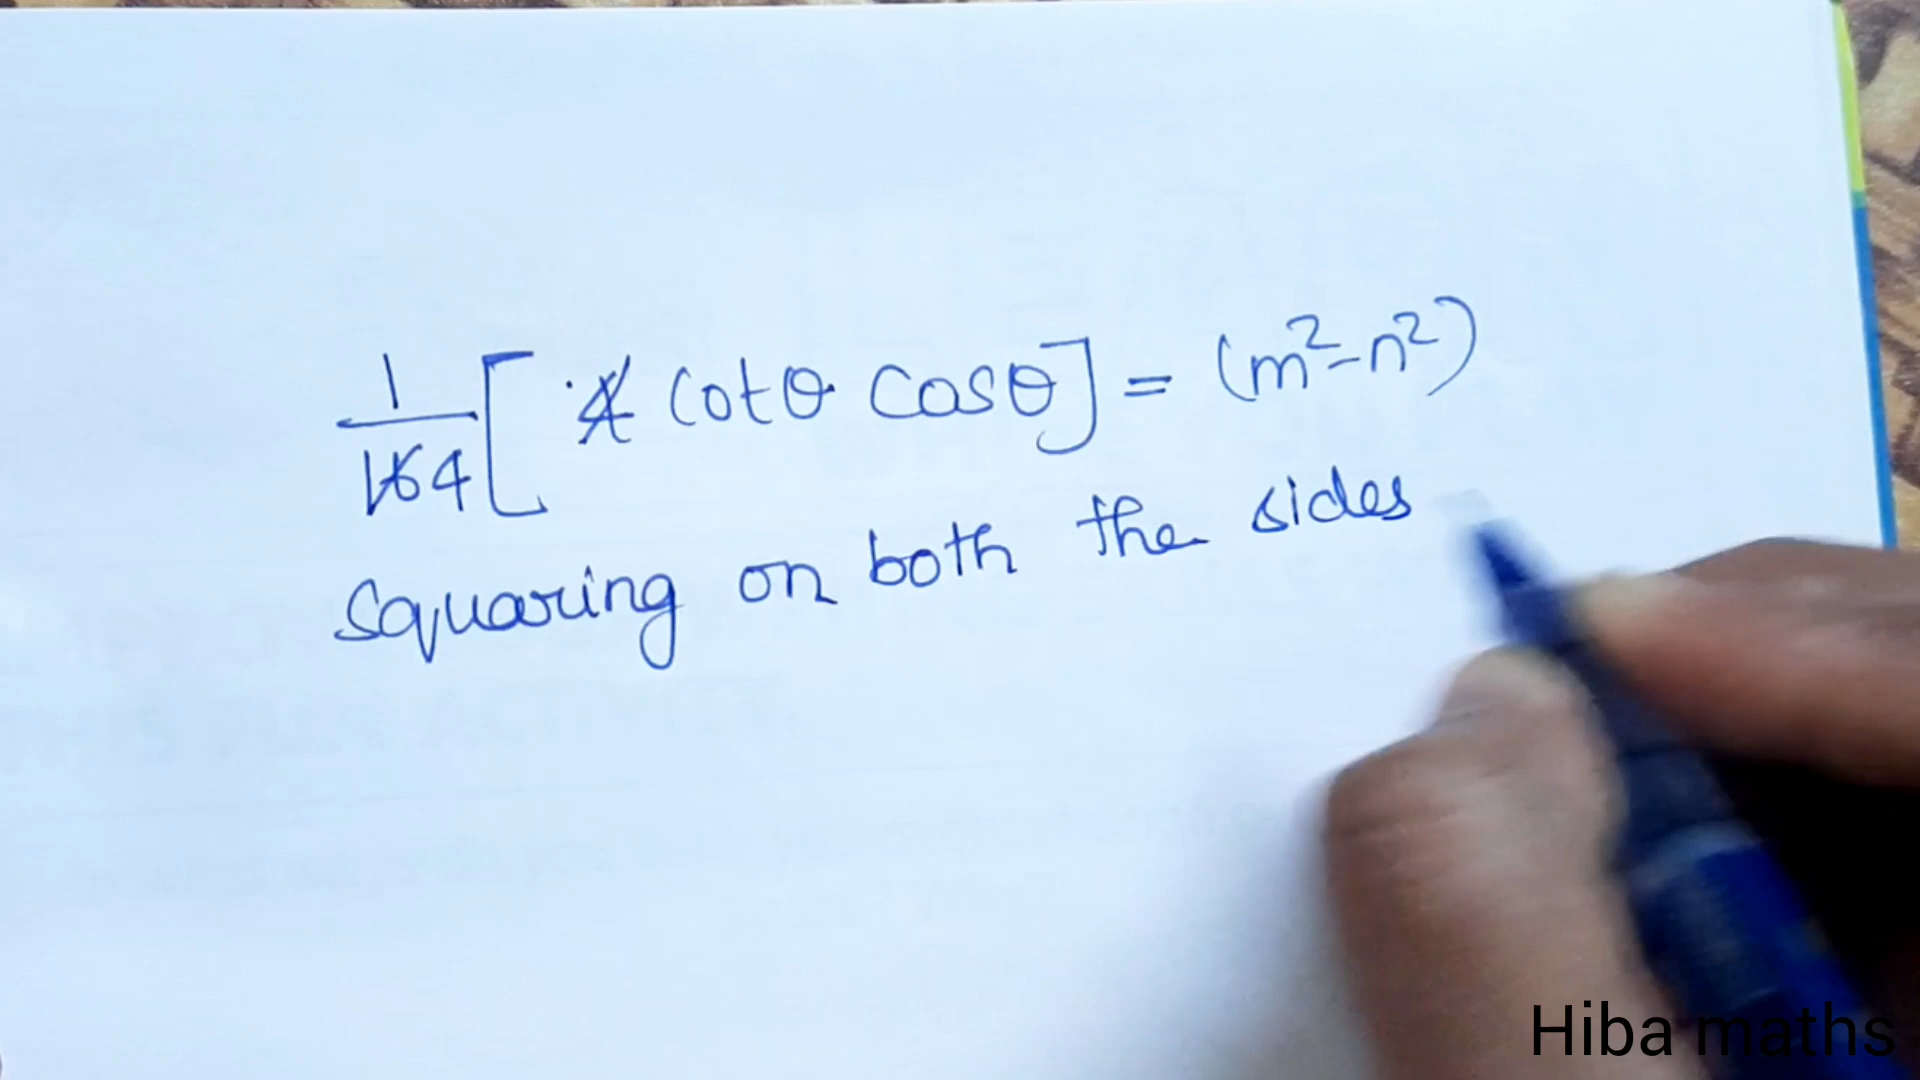 1/16 4 [ 4 cotθ cosθ ] = (m²-n²)
Squaring on both the sides
Hiba maths